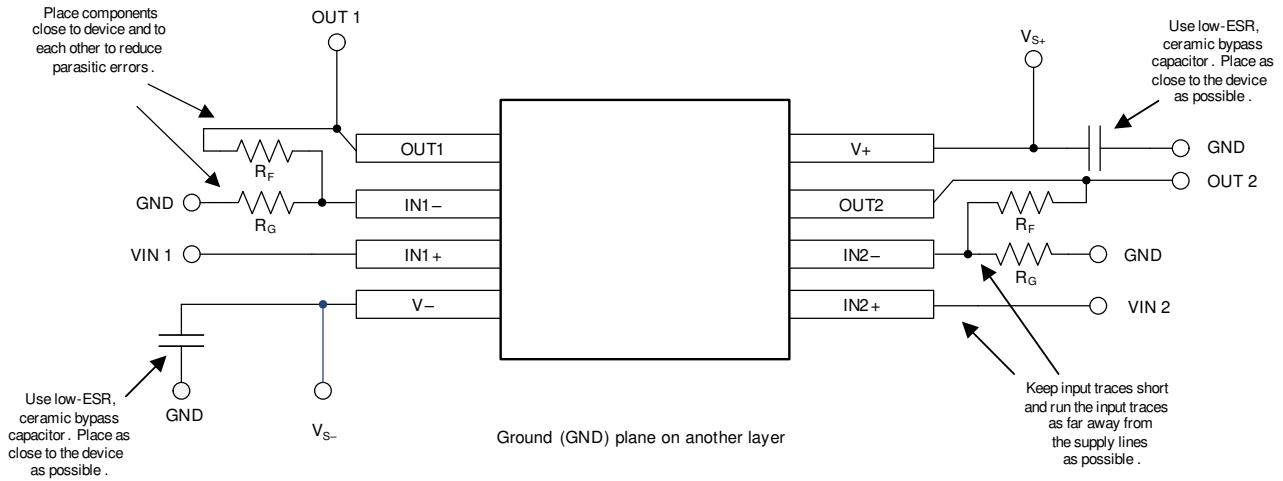 Place components
close to device and to
each other to reduce
parasitic errors .
OUT 1
VS+
Use low-ESR,
ceramic bypass
capacitor . Place as
close to the device
as possible .
OUT1
V+
GND
RF
OUT 2
GND
IN1−
OUT2
RG
RF
VIN 1
IN1+
IN2−
GND
RG
V−
IN2+
VIN 2
Use low-ESR,
ceramic bypass
capacitor . Place as
close to the device
as possible .
GND
VS−
Ground (GND) plane on another layer
Keep input traces short
and run the input traces
as far away from
the supply lines
as possible .